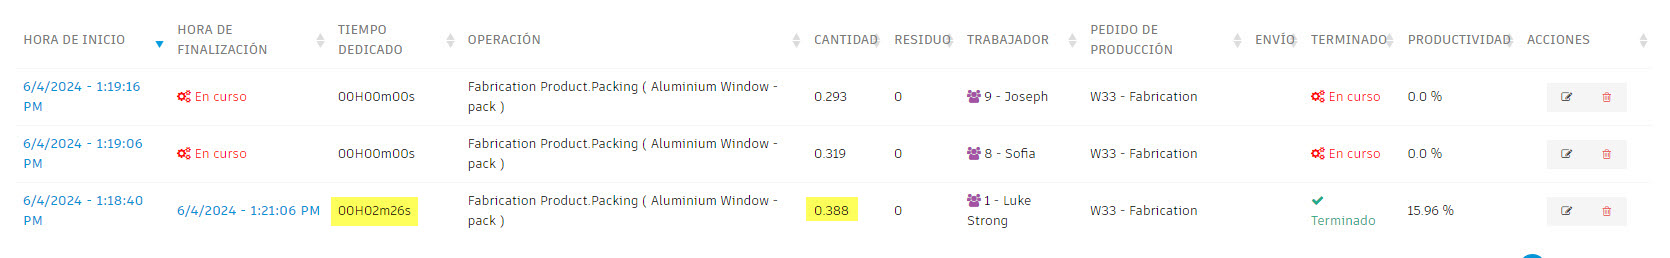 HORA DE INICIO
HORA DE FINALIZACIÓN
TIEMPO DEDICADO
OPERACIÓN
CANTIDAD
RESIDUO
TRABAJADOR
PEDIDO DE PRODUCCIÓN
ENVÍO
TERMINADO
PRODUCTIVIDAD
ACCIONES
6/4/2024 - 1:19:16 PM
En curso
00H00m00s
Fabrication Product.Packing ( Aluminium Window - pack )
0.293
0
9 - Joseph
W33 - Fabrication
En curso
0.0 %
6/4/2024 - 1:19:06 PM
En curso
00H00m00s
Fabrication Product.Packing ( Aluminium Window - pack )
0.319
0
8 - Sofia
W33 - Fabrication
En curso
0.0 %
6/4/2024 - 1:18:40 PM
6/4/2024 - 1:21:06 PM
00H02m26s
Fabrication Product.Packing ( Aluminium Window - pack )
0.388
0
1 - Luke Strong
W33 - Fabrication
Terminado
15.96 %